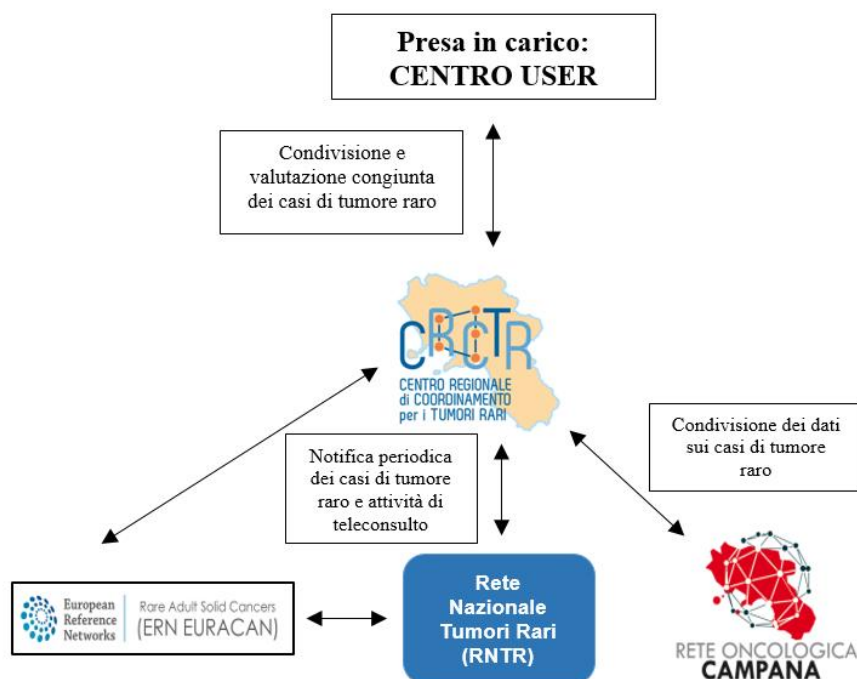 Presa in carico:
CENTRO USER
Condivisione e
valutazione congiunta
dei casi di tumore raro
CRCTR
CENTRO REGIONALE
di COORDINAMENTO
per i TUMORI RARI
Condivisione dei dati
sui casi di tumore
raro
Notifica periodica
dei casi di tumore
raro e attività di
teleconsulto
European
Reference
Networks
Rare Adult Solid Cancers
(ERN EURACAN)
Rete
Nazionale
Tumori Rari
(RNTR)
RETE ONCOLOGICA
CAMPANA